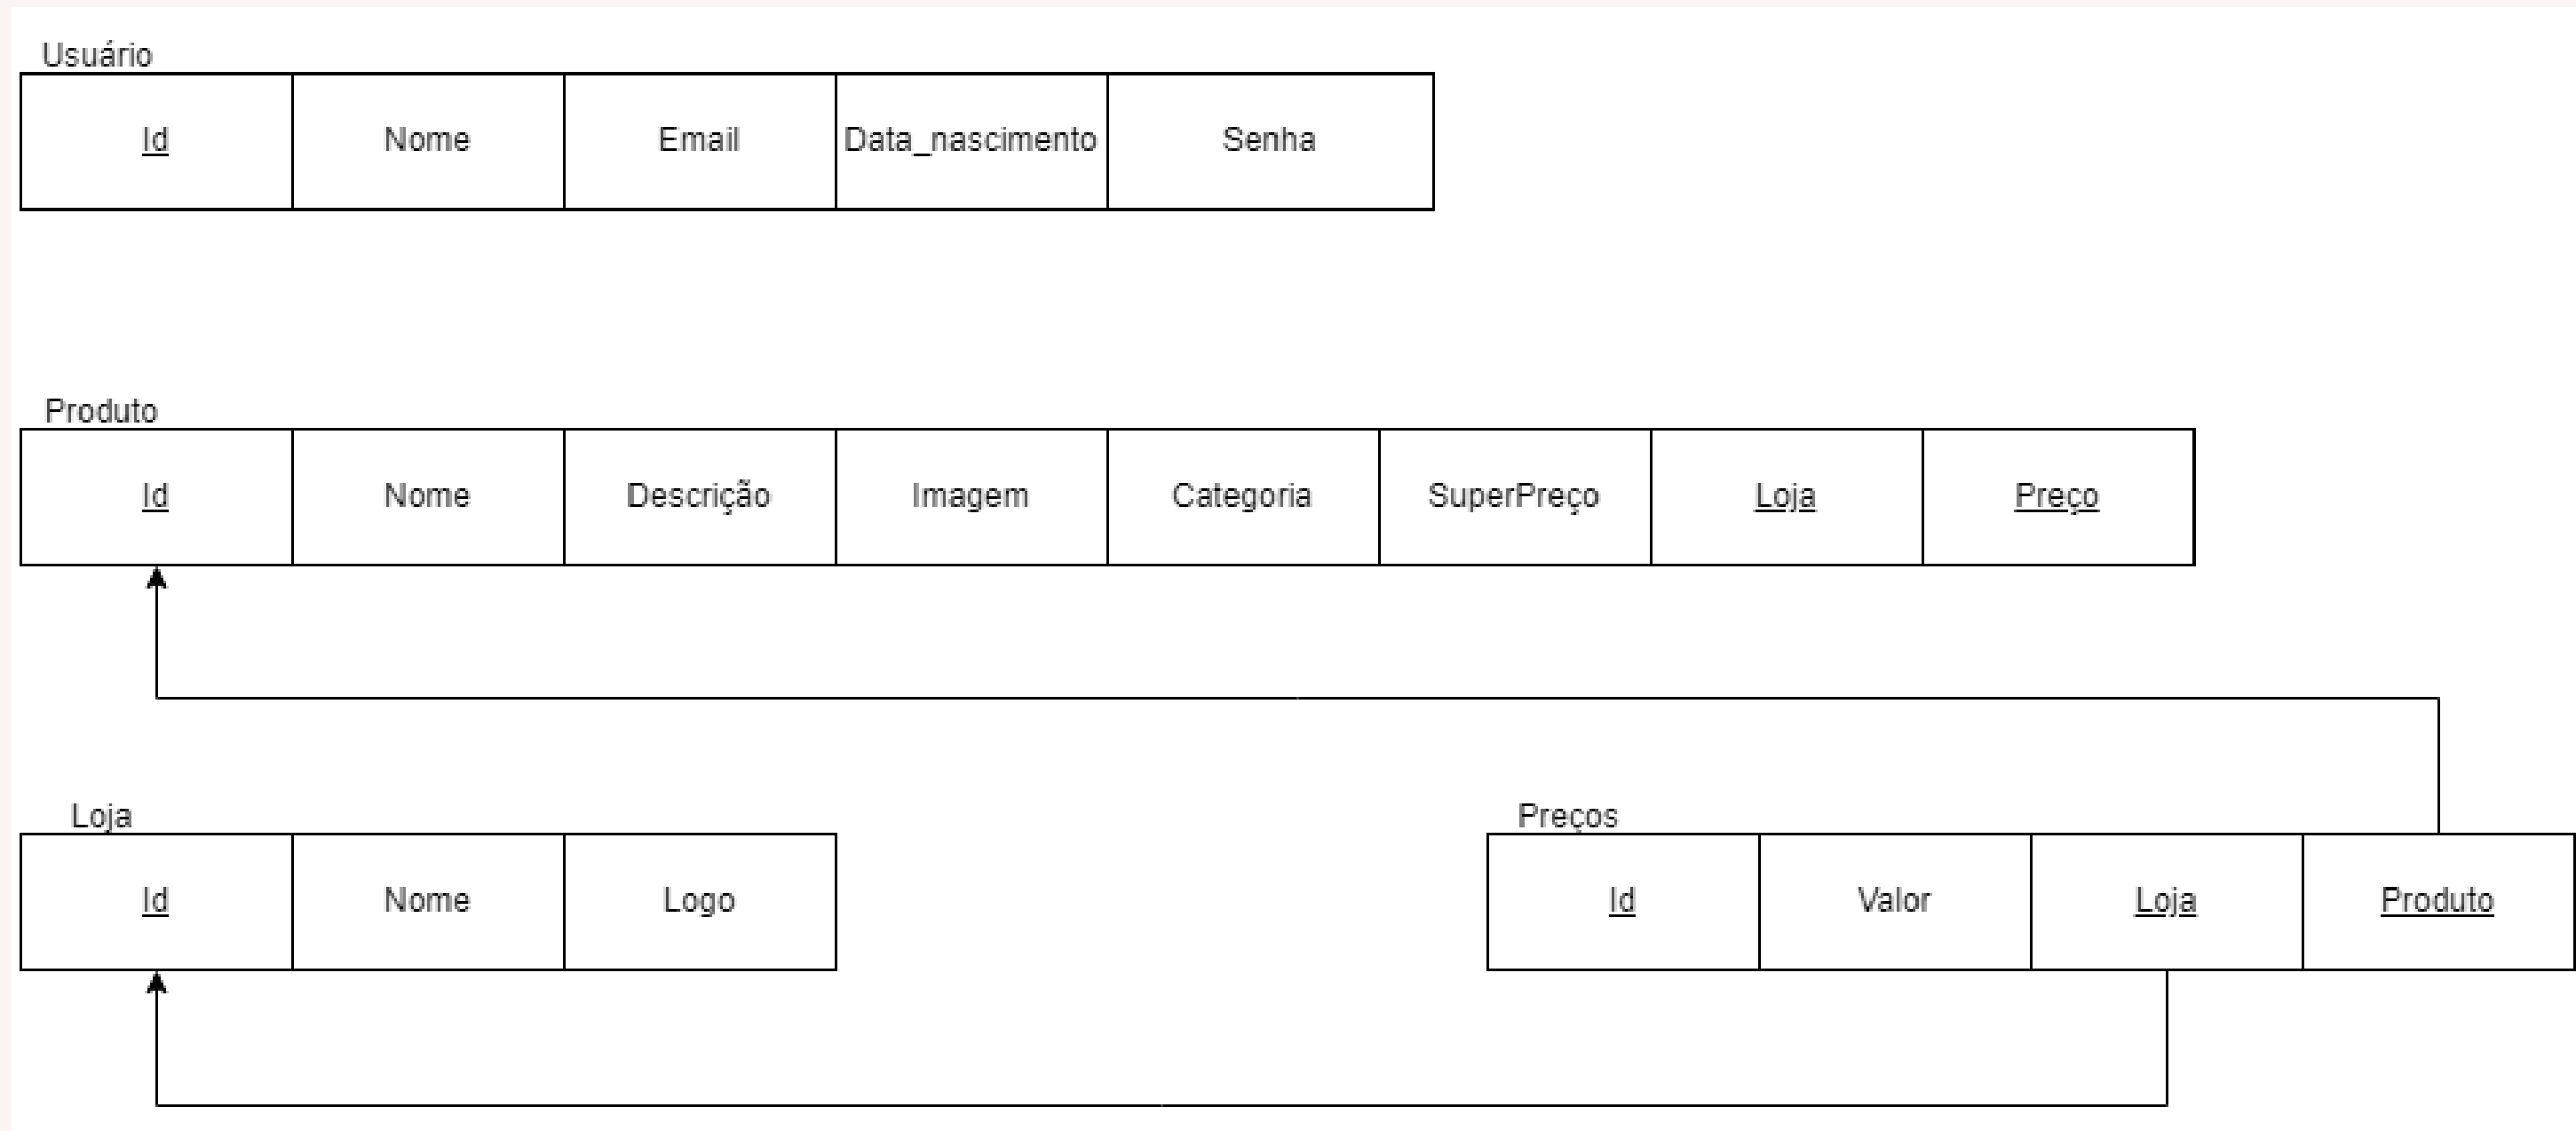 Usuário
Id Nome Email Data_nascimento Senha
Produto
Id Nome Descrição Imagem Categoria SuperPreço Loja Preço
Loja Preços
Id Nome Logo Id Valor Loja Produto